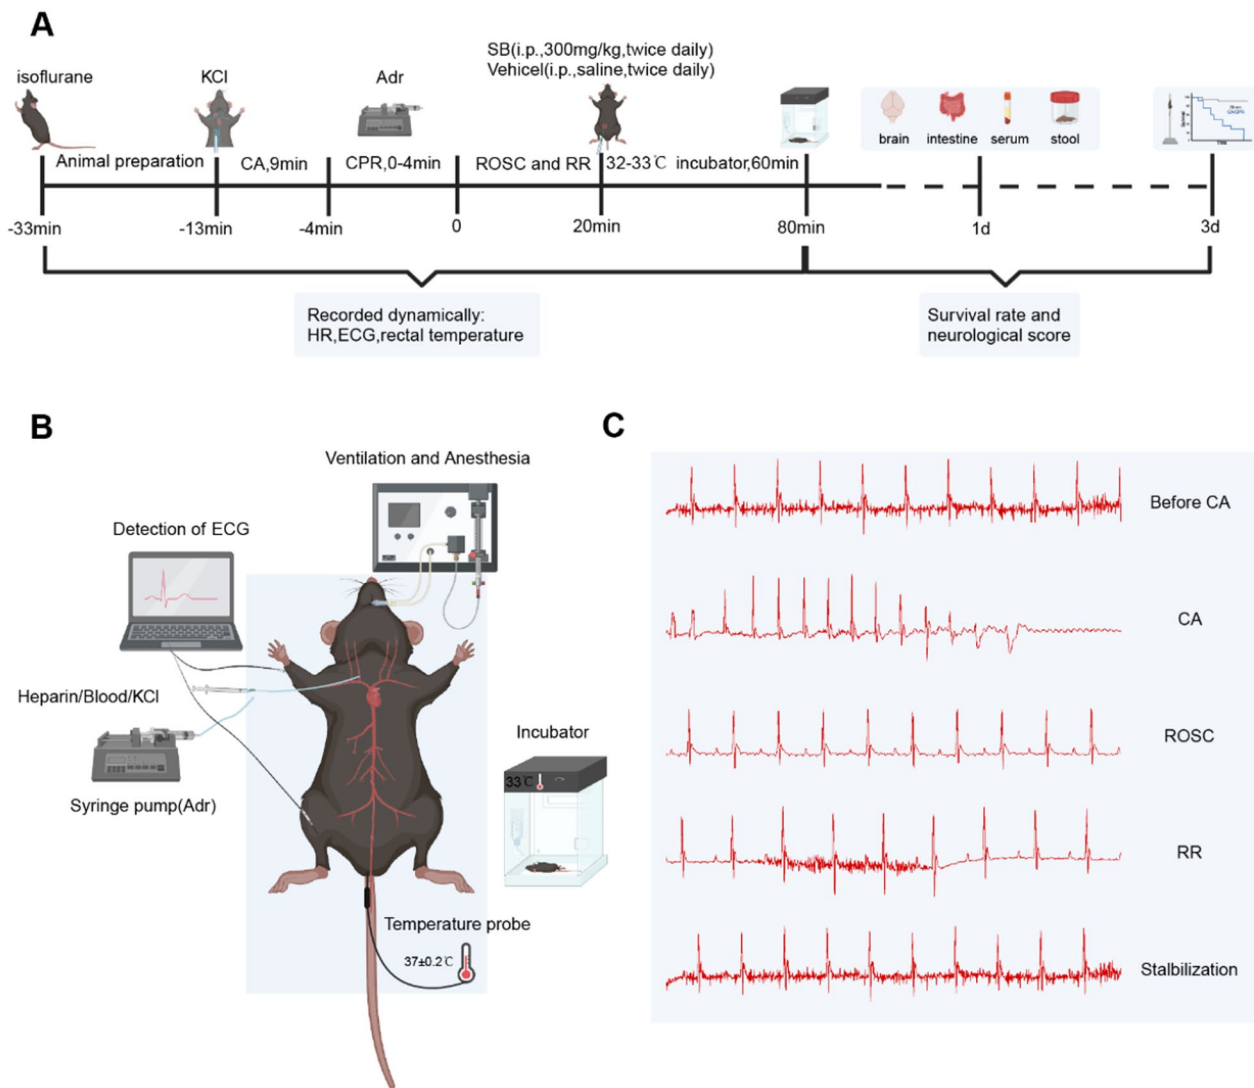 A
SB(i.p.,300mg/kg,twice daily)
Vehicel(i.p.,saline,twice daily)
isoflurane
KCl
Adr
brain
intestine
serum
stool
Animal preparation
CA,9min
CPR,0-4min
ROSC and RR
32-33℃ incubator,60min
-33min
-13min
-4min
0
20min
80min
1d
3d
Recorded dynamically:
HR,ECG,rectal temperature
Survival rate and
neurological score
B
Ventilation and Anesthesia
Detection of ECG
Heparin/Blood/KCl
Syringe pump(Adr)
Incubator
33℃
Temperature probe
37±0.2℃
C
Before CA
CA
ROSC
RR
Stalbilization